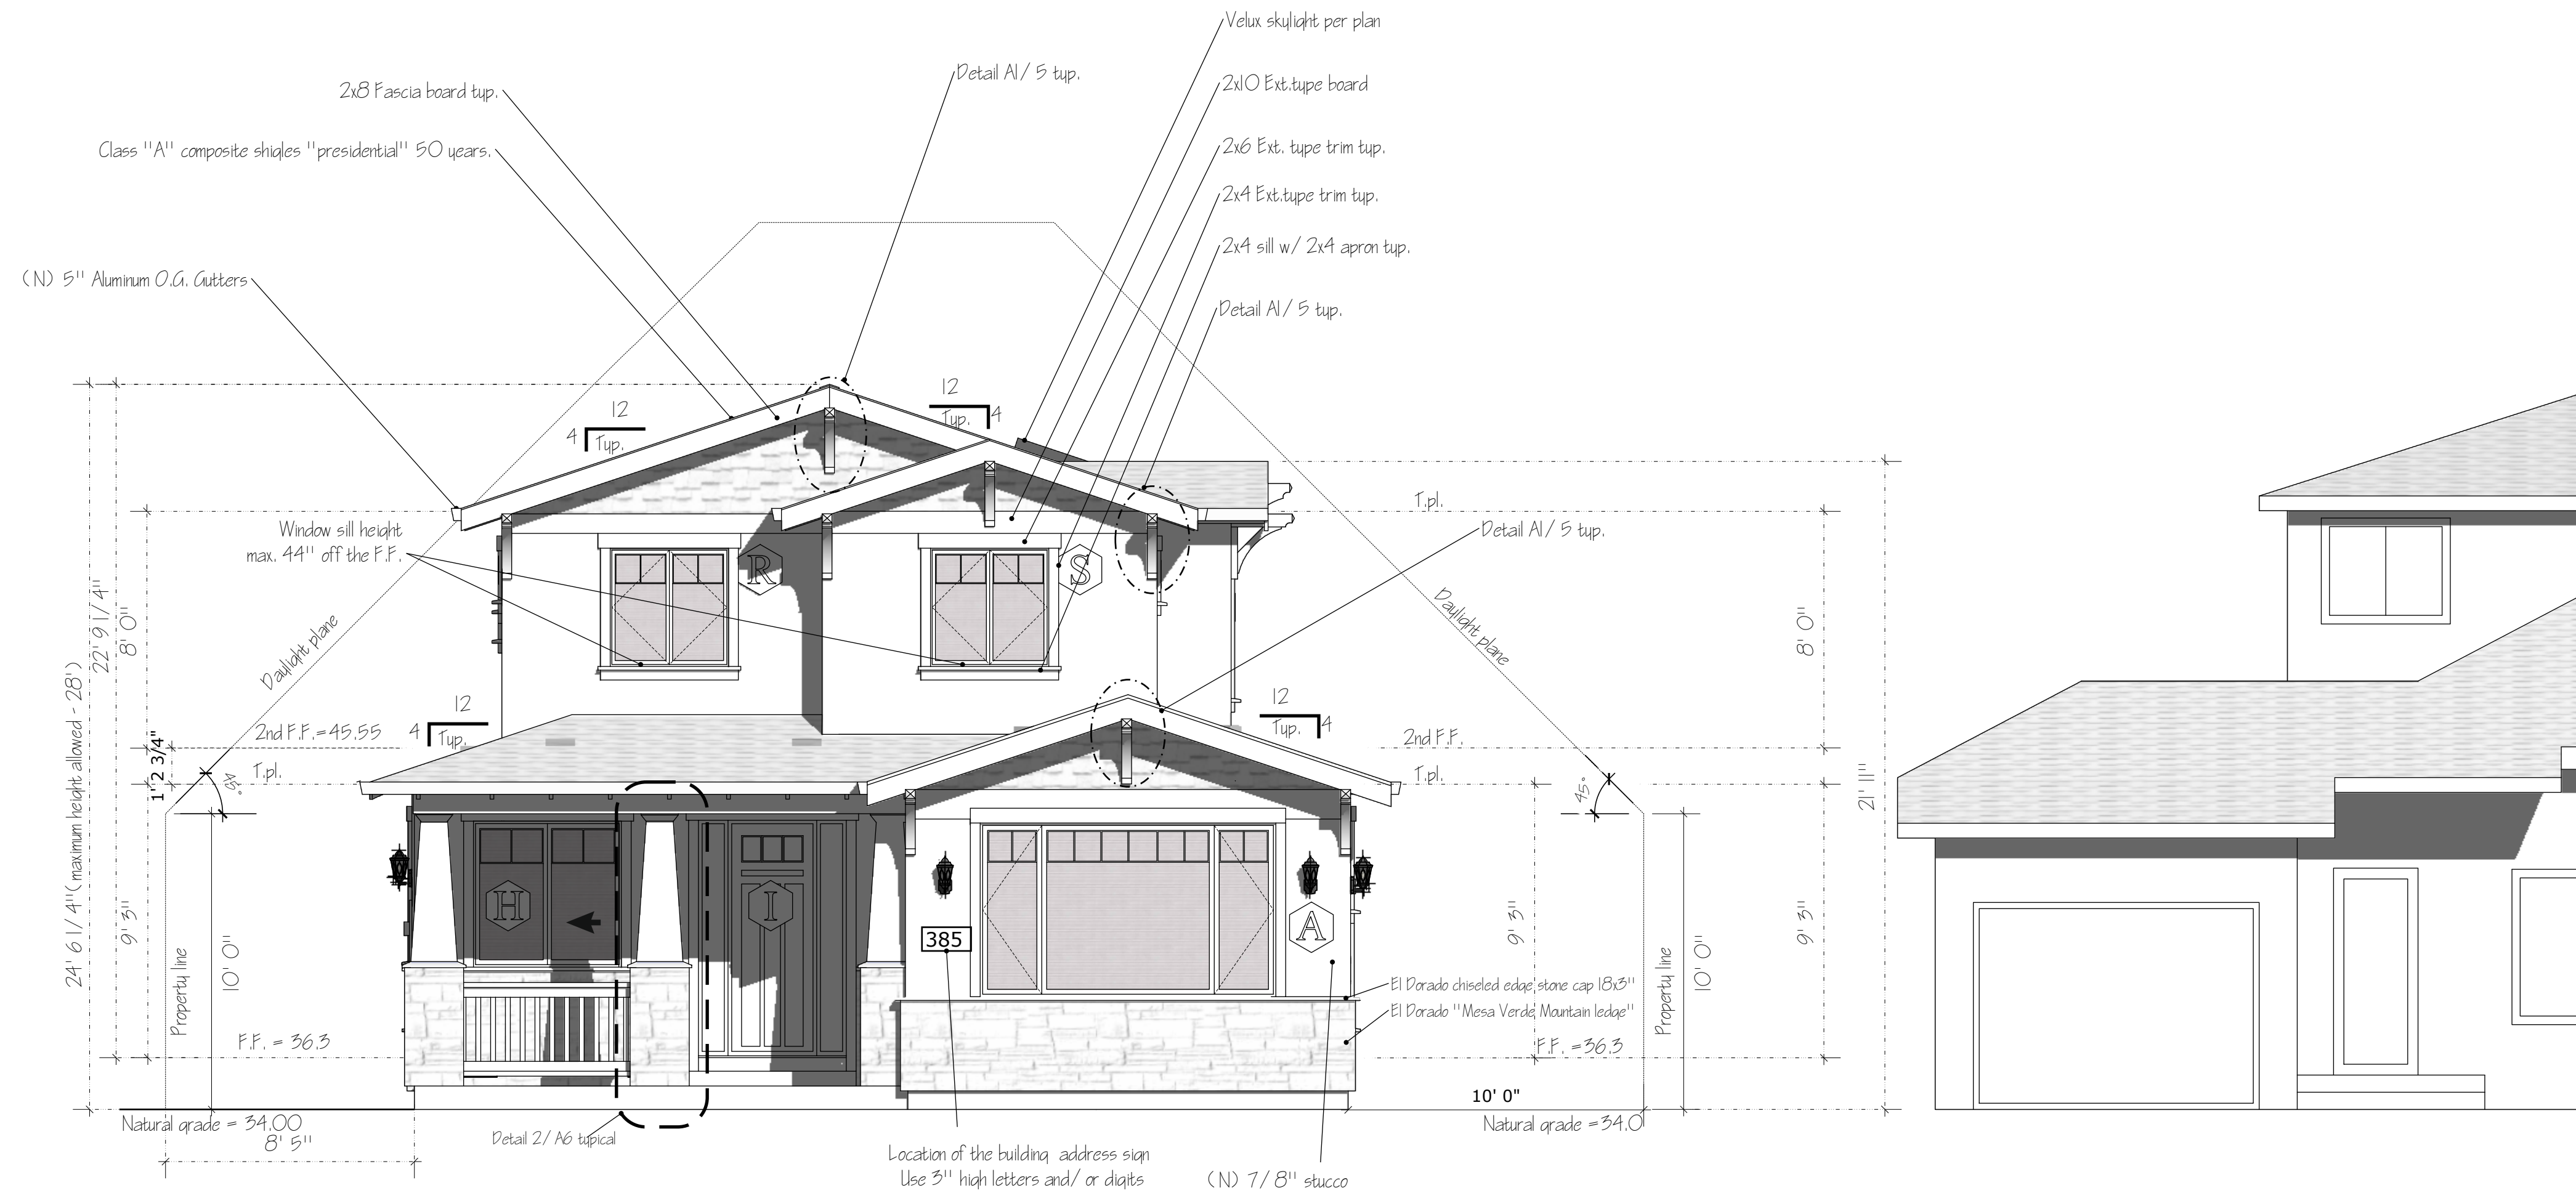 Velux skylight per plan
Detail A1/ 5 typ.
2x8 Fascia board typ.
2x10 Ext.type board
Class "A" composite shigles "presidential" 50 years.
2x6 Ext. type trim typ.
2x4 Ext.type trim typ.
2x4 sill w/ 2x4 apron typ.
(N) 5" Aluminum O.G. Gutters
Detail A1/ 5 typ.
12
4
Typ.
12
Typ.
4
T.pl.
Window sill height
max. 44" off the F.F.
Detail A1/ 5 typ.
R
S
24' 6 1/ 4"( maximum height allowed - 28')
22' 9 1/ 4"
8' 0"
Daylight plane
Daylight plane
8' 0"
12
4
Typ.
12
Typ.
4
2nd F.F.=45.55
2nd F.F.
1' 2 3/4"
T.pl.
T.pl.
45°
45°
21' 11"
9' 3"
10' 0"
Property line
H
I
A
385
9' 3"
9' 3"
Property line
10' 0"
El Dorado chiseled edge stone cap 18x3"
El Dorado "Mesa Verde Mountain ledge"
F.F. = 36.3
F.F. =36.3
10' 0"
Natural grade = 34.00
Natural grade =34.0
8' 5"
Detail 2/ A6 typical
Location of the building address sign
Use 3" high letters and/ or digits
(N) 7/ 8" stucco